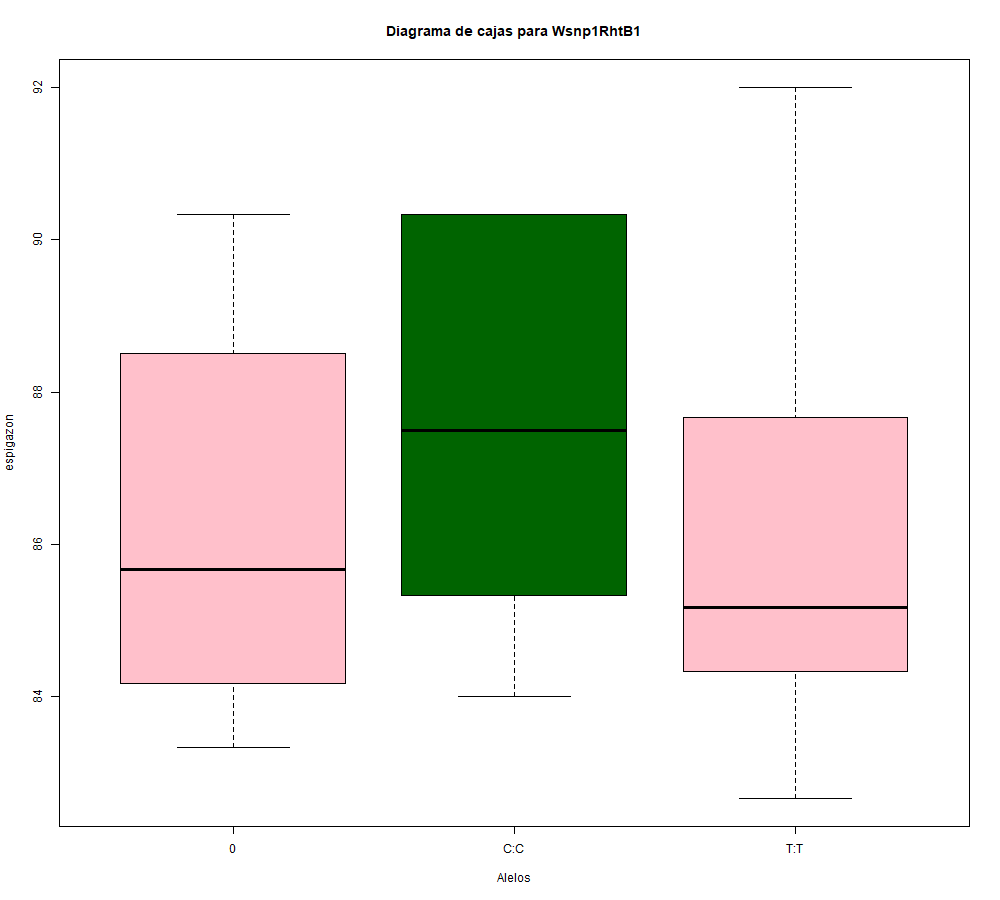 Diagrama de cajas para Wsnp1RhtB1
92
90
88
86
84
espigazon
0
C:C
T:T
Alelos